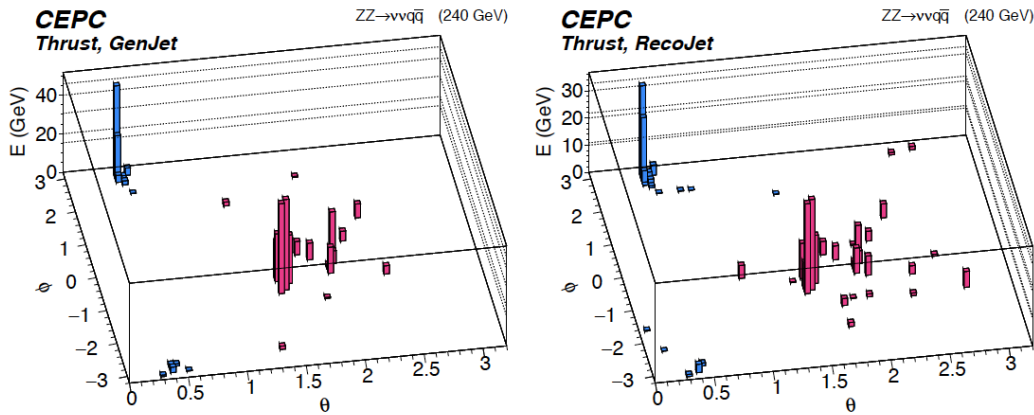 CEPC
ZZ→ννqq̅ (240 GeV)
Thrust, GenJet
E (GeV)
40
20
0
3
2
1
0
−1
−2
−3
ϕ
0
0.5
1
1.5
2
2.5
3
θ
CEPC
ZZ→ννqq̅ (240 GeV)
Thrust, RecoJet
E (GeV)
30
20
10
0
3
2
1
0
−1
−2
−3
ϕ
0
0.5
1
1.5
2
2.5
3
θ